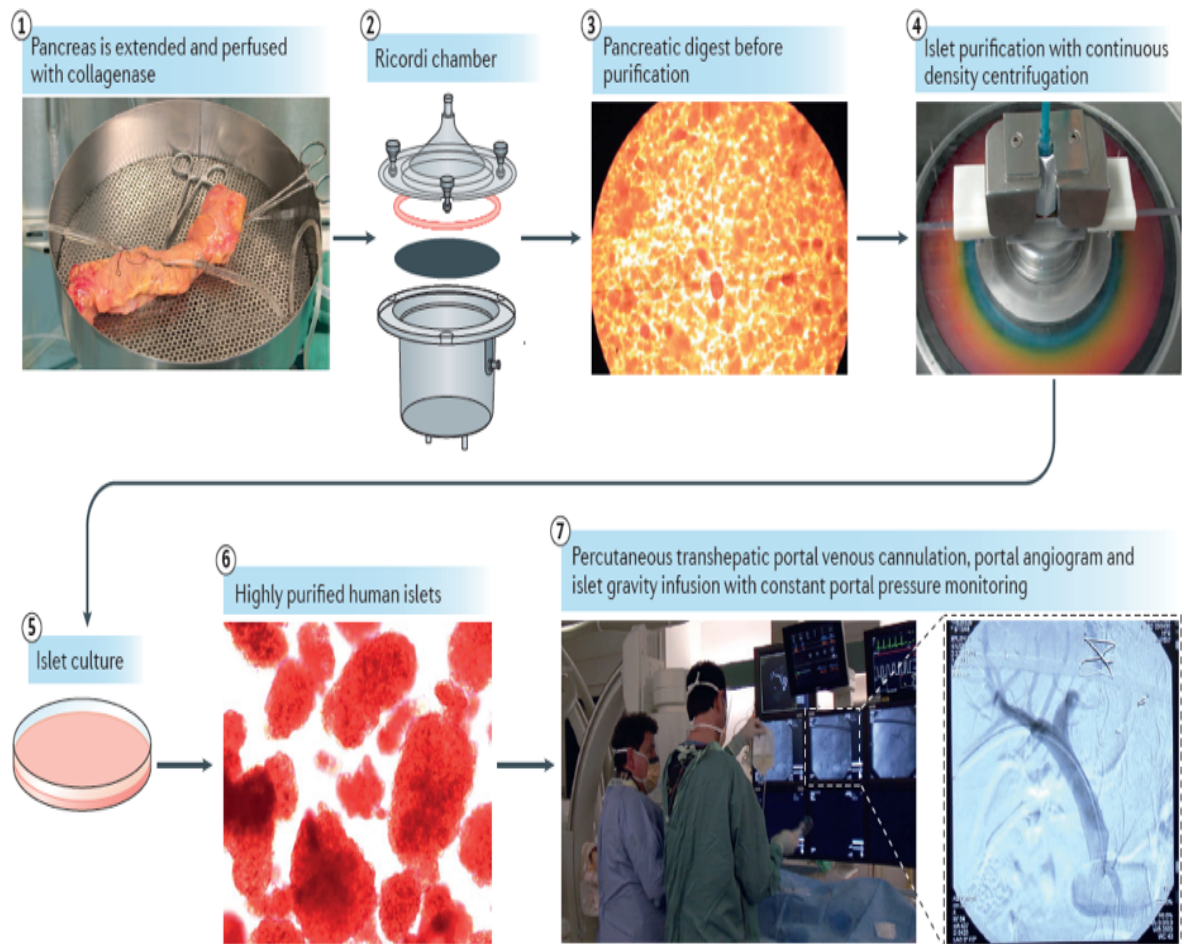 1
Pancreas is extended and perfused
with collagenase
2
Ricordi chamber
3
Pancreatic digest before
purification
4
Islet purification with continuous
density centrifugation
5
Islet culture
6
Highly purified human islets
7
Percutaneous transhepatic portal venous cannulation, portal angiogram and
islet gravity infusion with constant portal pressure monitoring